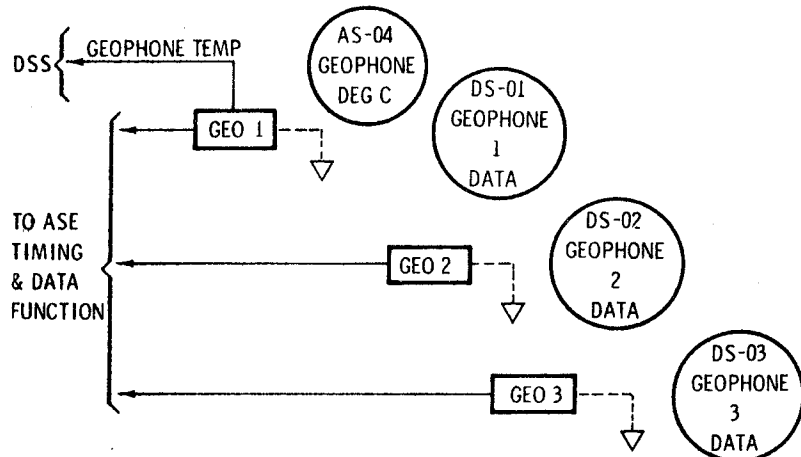 DSS
GEOPHONE TEMP
AS-04
GEOPHONE
DEG C
GEO 1
DS-01
GEOPHONE
1
DATA
TO ASE
TIMING
& DATA
FUNCTION
GEO 2
DS-02
GEOPHONE
2
DATA
GEO 3
DS-03
GEOPHONE
3
DATA